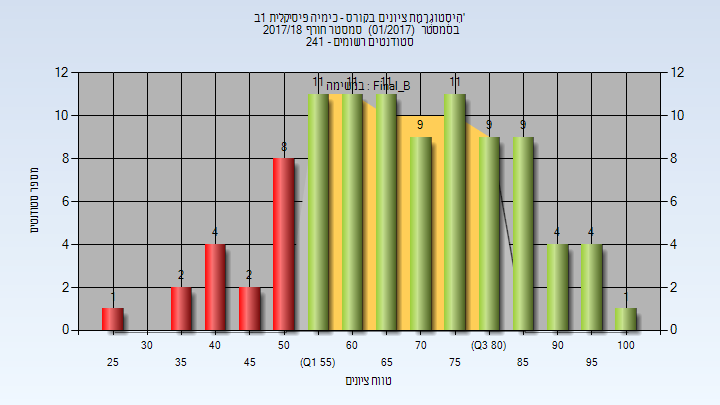 היסטוגרמת ציונים בקורס - כימיה פיסיקלית 1ב'
בסמסטר (01/2017) סמסטר חורף 2017/18
סטודנטים רשומים - 241
ברשימה : Final_B
מספר סטודנטים
12 12
10 10
8 8
6 6
4 4
2 2
0 0
1 2 4 2 8 11 11 11 9 11 9 9 4 4 1
30 40 50 60 70 (Q3 80) 90 100
25 35 45 (Q1 55) 65 75 85 95
טווח ציונים